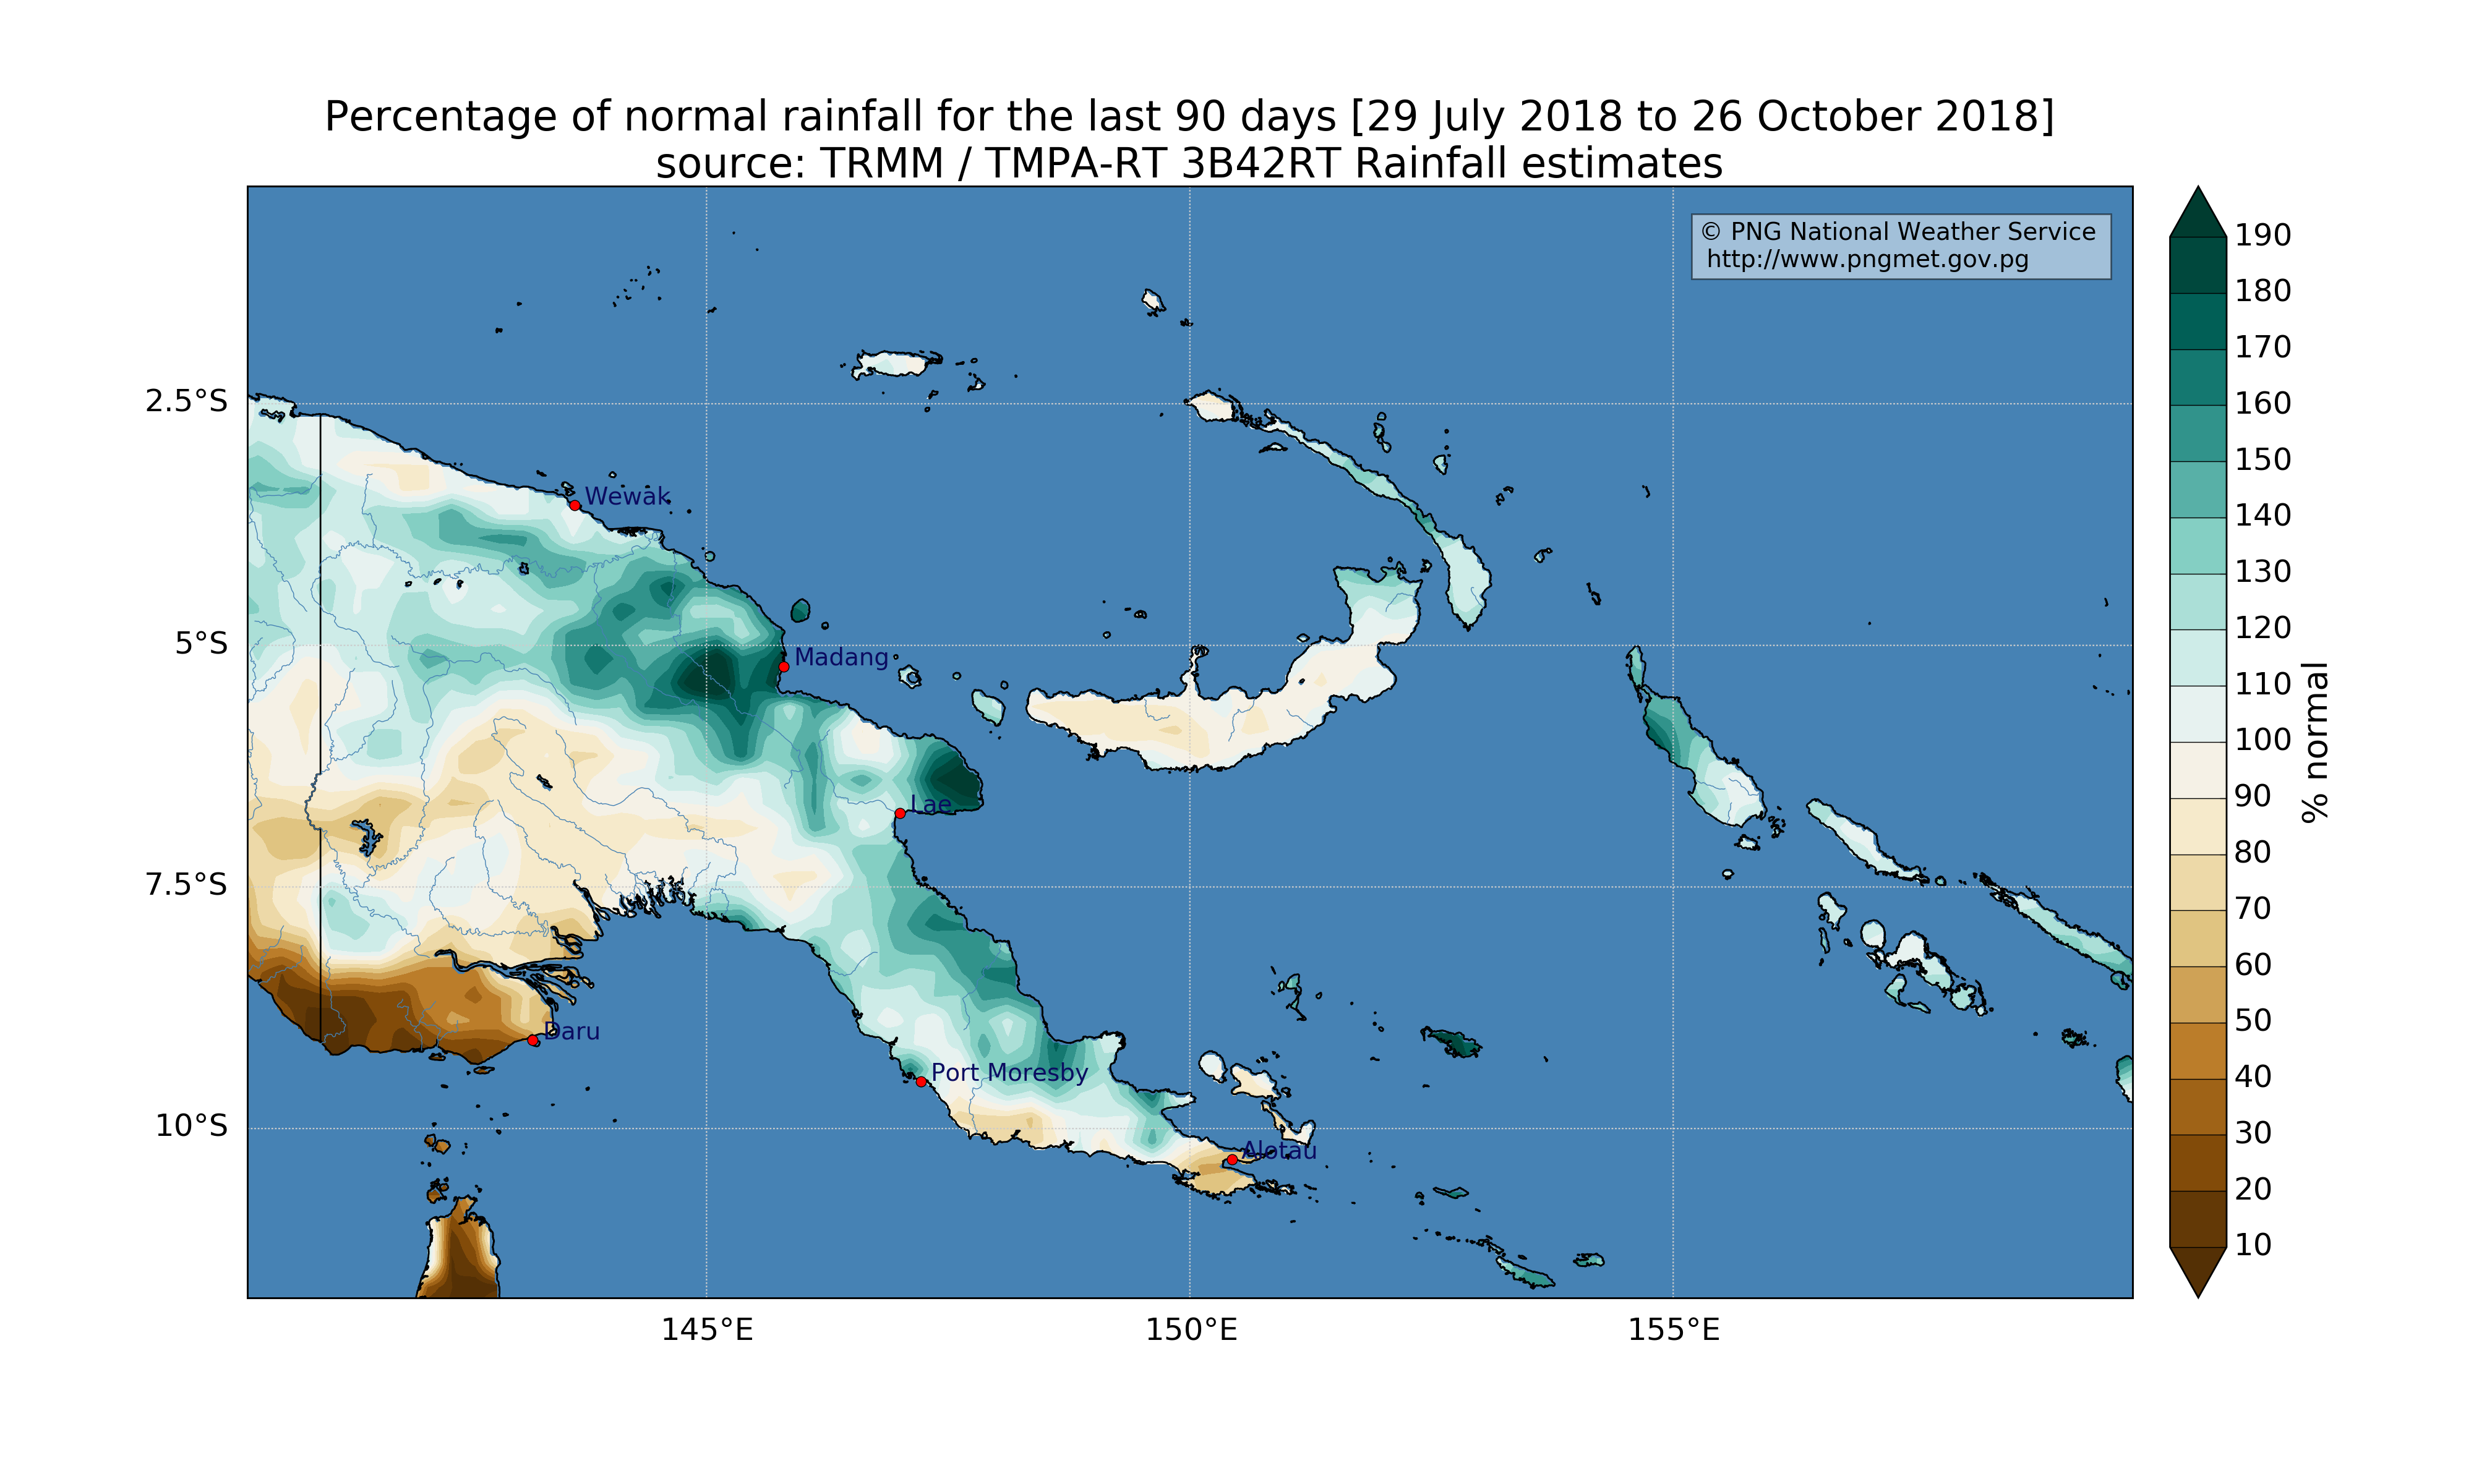 Percentage of normal rainfall for the last 90 days [29 July 2018 to 26 October 2018]
source: TRMM / TMPA-RT 3B42RT Rainfall estimates
© PNG National Weather Service
http://www.pngmet.gov.pg
2.5°S
5°S
7.5°S
10°S
Wewak
Madang
Lae
Daru
Port Moresby
Alotau
145°E
150°E
155°E
190
180
170
160
150
140
130
120
110
100
90
80
70
60
50
40
30
20
10
% normal